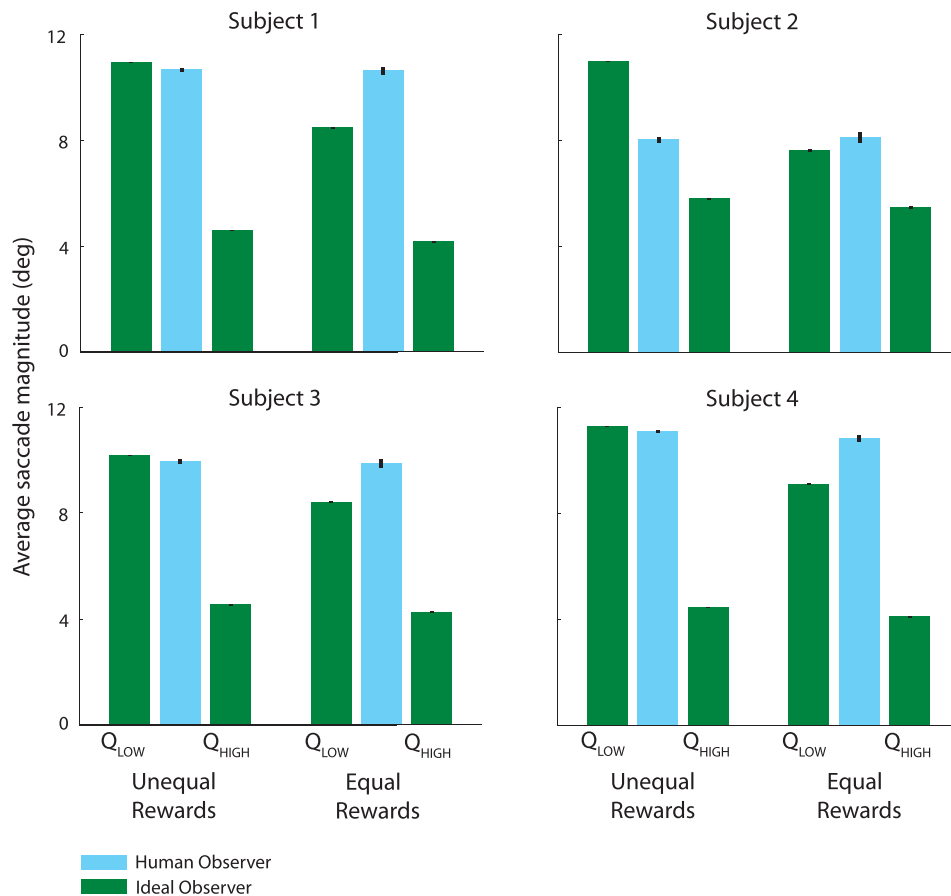 Subject 1
Subject 2
Average saccade magnitude (deg)
12
8
4
0
Subject 3
Subject 4
12
8
4
0
QLOW QHIGH QLOW QHIGH QLOW QHIGH QLOW QHIGH
Unequal Rewards
Equal Rewards
Unequal Rewards
Equal Rewards
Human Observer
Ideal Observer